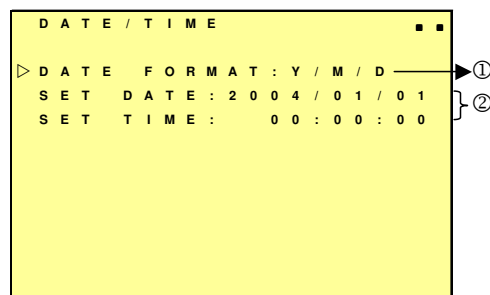 DATE/TIME
▷DATE FORMAT:Y/M/D ①
SET DATE:2004/01/01 ②
SET TIME: 00:00:00